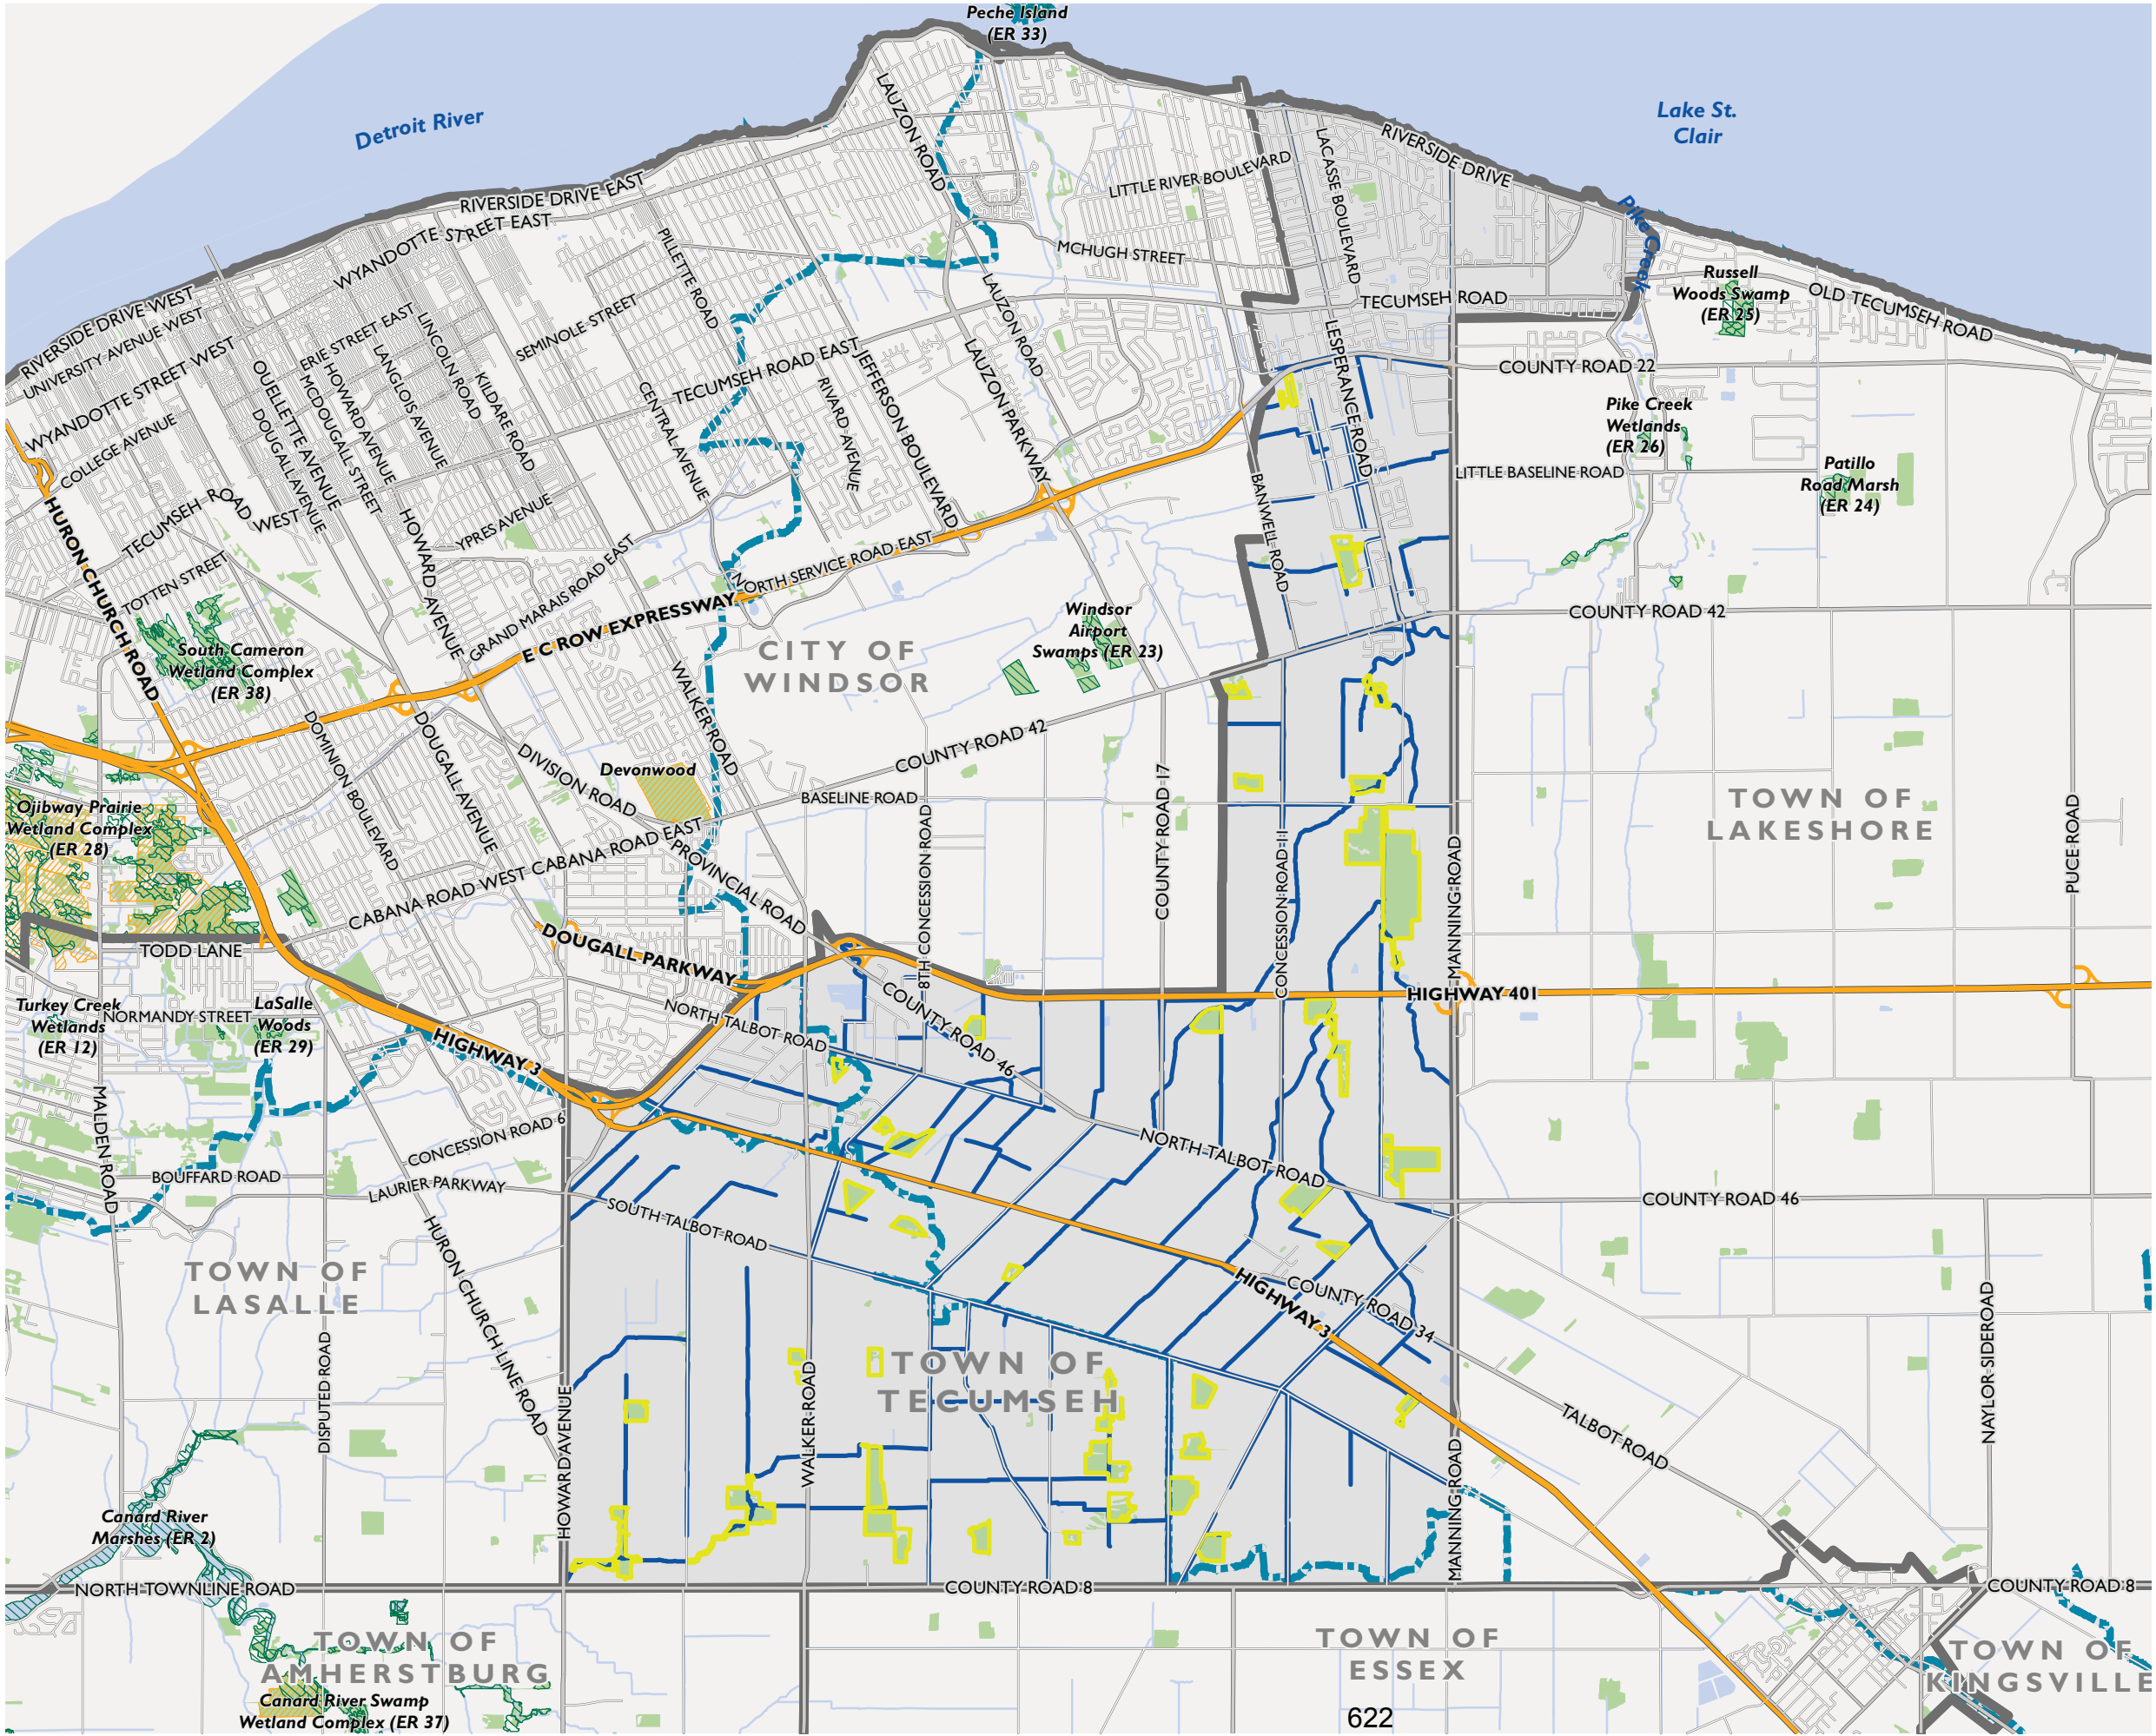 Peche Island
(ER 33)
Detroit River
Lake St.
Clair
LAUZON ROAD
RIVERSIDE DRIVE
LACASSE BOULEVARD
LITTLE RIVER BOULEVARD
RIVERSIDE DRIVE EAST
WYANDOTTE STREET EAST
PILLETTE ROAD
MCHUGH STREET
Pike Creek
Russell
Woods Swamp
(ER 25)
OLD TECUMSEH ROAD
TECUMSEH ROAD
LAUZON ROAD
RIVERSIDE DRIVE WEST
UNIVERSITY AVENUE WEST
WYANDOTTE STREET WEST
ERIE STREET EAST
LINCOLN ROAD
SEMINOLE STREET
LAUZON PARKWAY
LESPERANCE ROAD
COUNTY ROAD 22
OUELLETTE AVENUE
MCDOUGALL STREET
HOWARD AVENUE
LANGLOIS AVENUE
KILDARE ROAD
TECUMSEH ROAD EAST
JEFFERSON BOULEVARD
RIVARD AVENUE
CENTRAL AVENUE
DOUGALL AVENUE
COLLEGE AVENUE
Pike Creek
Wetlands
(ER 26)
LITTLE BASELINE ROAD
Patillo
Road Marsh
(ER 24)
BANWELL ROAD
HURON CHURCH ROAD
TECUMSEH ROAD
WEST
HOWARD AVENUE
YPRES AVENUE
TOTTEN STREET
GRAND MARAIS ROAD EAST
NORTH SERVICE ROAD EAST
E C ROW EXPRESSWAY
South Cameron
Wetland Complex
(ER 38)
CITY OF
WINDSOR
Windsor
Airport
Swamps (ER 23)
COUNTY ROAD 42
WALKER ROAD
DOMINION BOULEVARD
DOUGALL AVENUE
DIVISION ROAD
Devonwood
COUNTY ROAD 42
BASELINE ROAD
COUNTY ROAD 17
8TH CONCESSION ROAD
CONCESSION ROAD 11
MANNING ROAD
TOWN OF
LAKESHORE
PUCE ROAD
Ojibway Prairie
Wetland Complex
(ER 28)
CABANA ROAD WEST
CABANA ROAD EAST
PROVINCIAL ROAD
TODD LANE
DOUGALL PARKWAY
HIGHWAY 401
Turkey Creek
Wetlands
(ER 12)
NORMANDY STREET
LaSalle
Woods
(ER 29)
NORTH TALBOT ROAD
COUNTY ROAD 46
HIGHWAY 3
MALDEN ROAD
CONCESSION ROAD 6
BOUFFARD ROAD
LAURIER PARKWAY
NORTH TALBOT ROAD
COUNTY ROAD 46
SOUTH TALBOT ROAD
HURON CHURCH LINE ROAD
TOWN OF
LASALLE
HIGHWAY 3
COUNTY ROAD 34
DISPUTED ROAD
TOWN OF
TECUMSEH
WALKER ROAD
HOWARD AVENUE
TALBOT ROAD
NAYLOR SIDEROAD
MANNING ROAD
Canard River
Marshes (ER 2)
NORTH TOWNLINE ROAD
COUNTY ROAD 8
COUNTY ROAD 8
TOWN OF
AMHERSTBURG
TOWN OF
ESSEX
TOWN OF
KINGSVILLE
Canard River Swamp
Wetland Complex (ER 37)
622